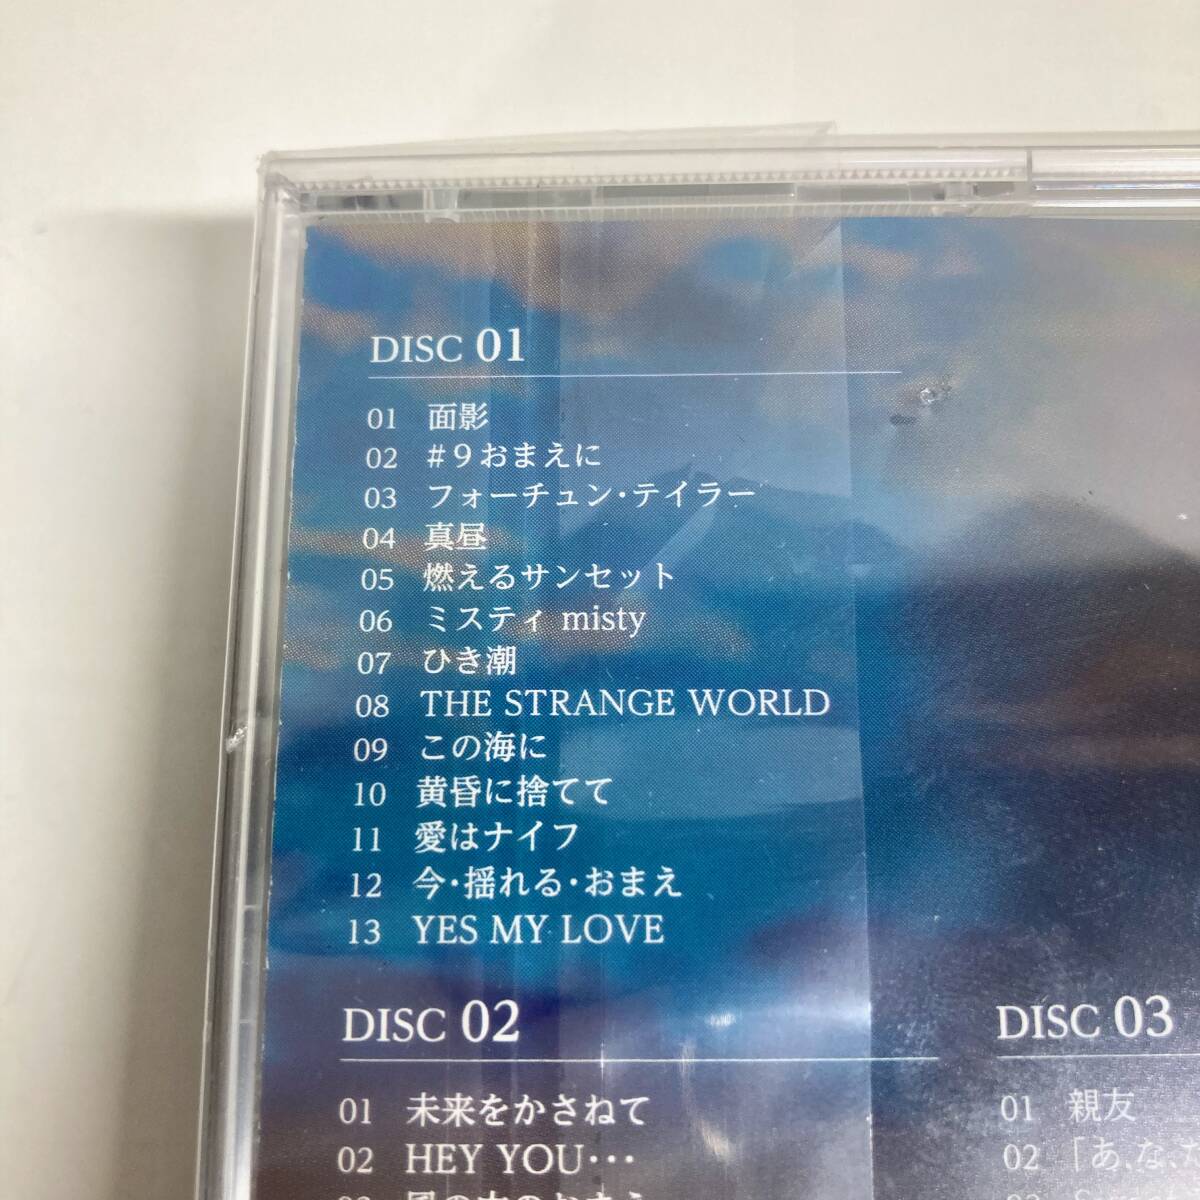 DISC 01
01 面影
02 #9おまえに
03 フォーチュン・テイラー
04 真昼
05 燃えるサンセット
06 ミスティ misty
07 ひき潮
08 THE STRANGE WORLD
09 この海に
10 黄昏に捨てて
11 愛はナイフ
12 今・揺れる・おまえ
13 YES MY LOVE
DISC 02
01 未来をかさねて
02 HEY YOU・・・
DISC 03
01 親友
02 「あ、な、た